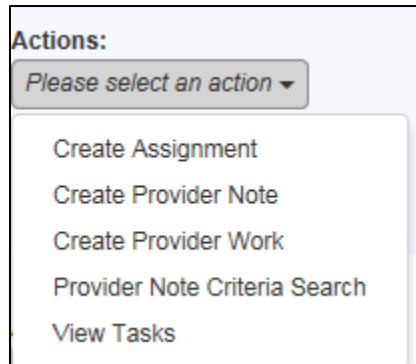 Actions:
Please select an action
Create Assignment
Create Provider Note
Create Provider Work
Provider Note Criteria Search
View Tasks